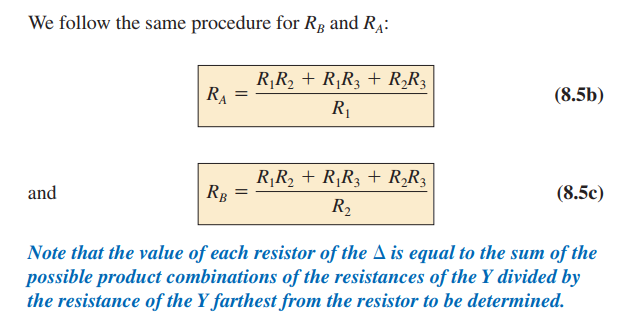 We follow the same procedure for R_B and R_A:
R_A = (R_1R_2 + R_1R_3 + R_2R_3) / R_1 (8.5b)
and R_B = (R_1R_2 + R_1R_3 + R_2R_3) / R_2 (8.5c)
Note that the value of each resistor of the Δ is equal to the sum of the
possible product combinations of the resistances of the Y divided by
the resistance of the Y farthest from the resistor to be determined.